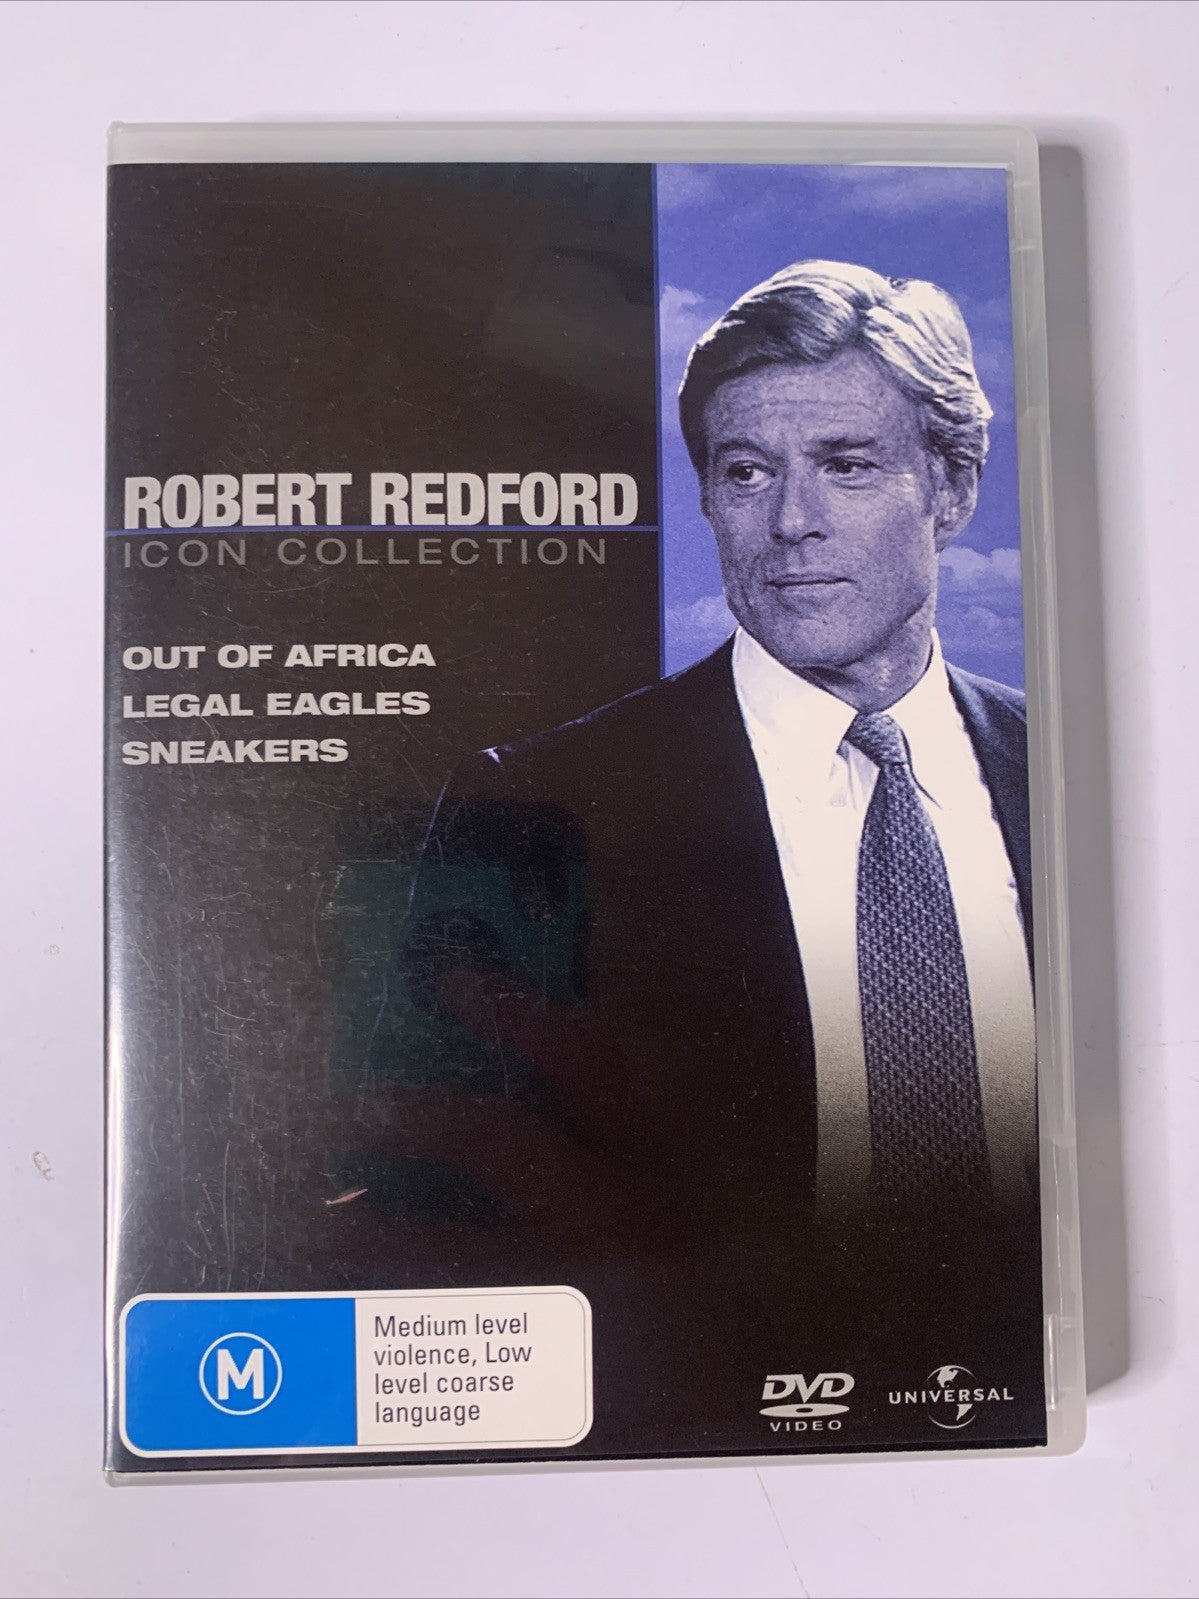 ROBERT REDFORD
ICON COLLECTION
OUT OF AFRICA
LEGAL EAGLES
SNEAKERS
M
Medium level
violence, Low
level coarse
language
DVD
VIDEO
UNIVERSAL